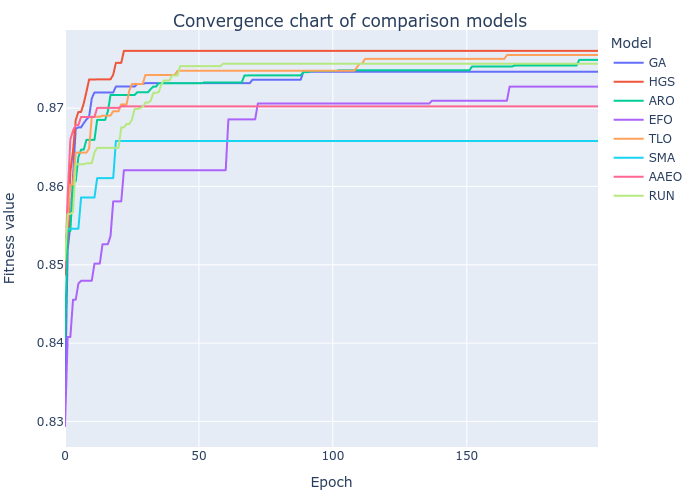 Convergence chart of comparison models
Model
GA
HGS
ARO
EFO
TLO
SMA
AAEO
RUN
Fitness value
0.87
0.86
0.85
0.84
0.83
0 50 100 150
Epoch